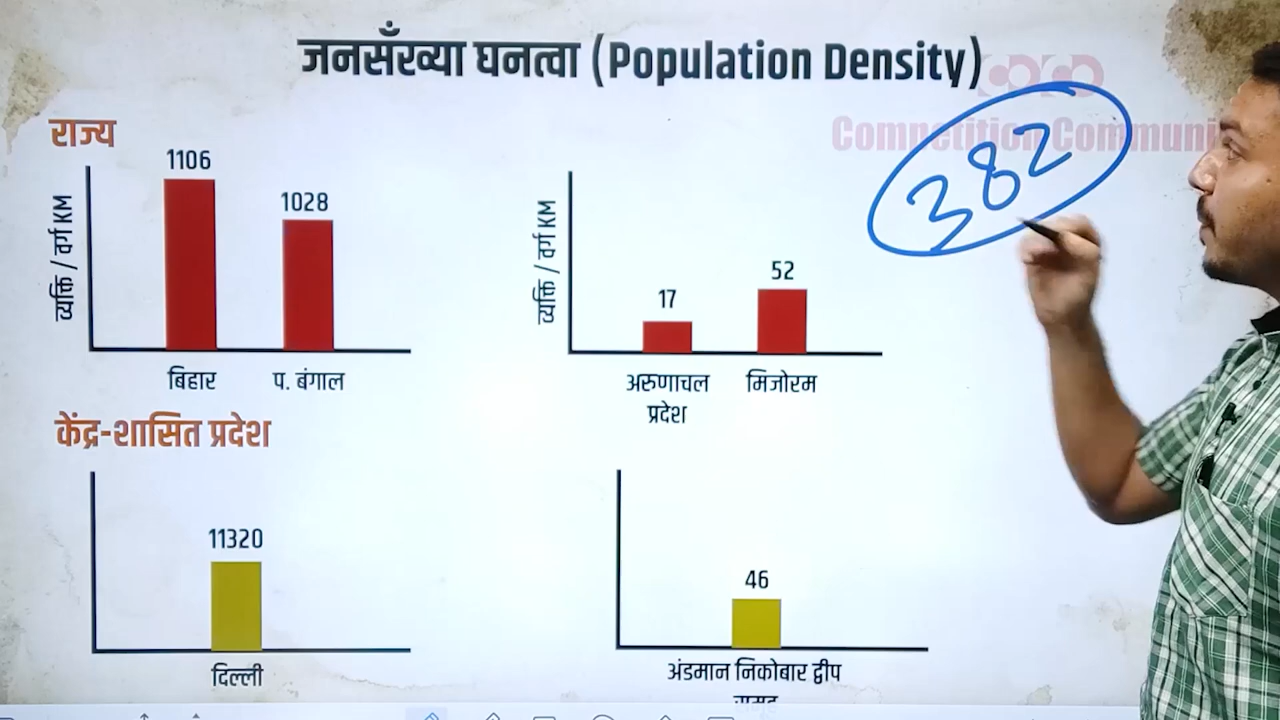 जनसँख्या घनत्वा (Population Density)
Competition Communi
382
राज्य
व्यक्ति / वर्ग KM
1106
1028
बिहार
प. बंगाल
व्यक्ति / वर्ग KM
17
52
अरुणाचल
प्रदेश
मिजोरम
केंद्र-शासित प्रदेश
11320
दिल्ली
46
अंडमान निकोबार द्वीप